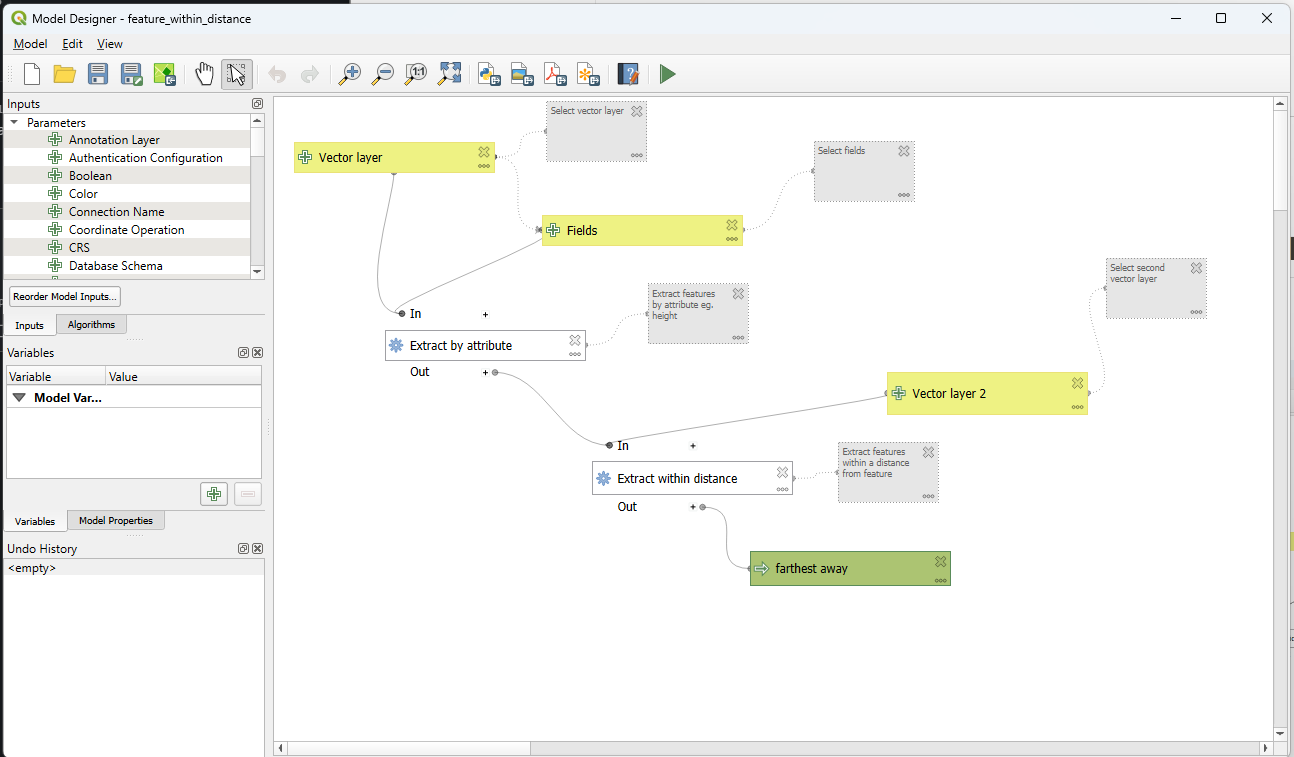 Model Designer - feature_within_distance
Model Edit View
Inputs
Parameters
Annotation Layer
Authentication Configuration
Boolean
Color
Connection Name
Coordinate Operation
CRS
Database Schema
Reorder Model Inputs...
Inputs
Algorithms
Variables
Variable Value
Model Var...
Variables
Model Properties
Undo History
<empty>
Select vector layer
Vector layer
Select fields
Fields
Select second
vector layer
Extract features
by attribute eg.
height
In +
Extract by attribute
Out +
Vector layer 2
In +
Extract features
within a distance
from feature
Extract within distance
Out +
farthest away